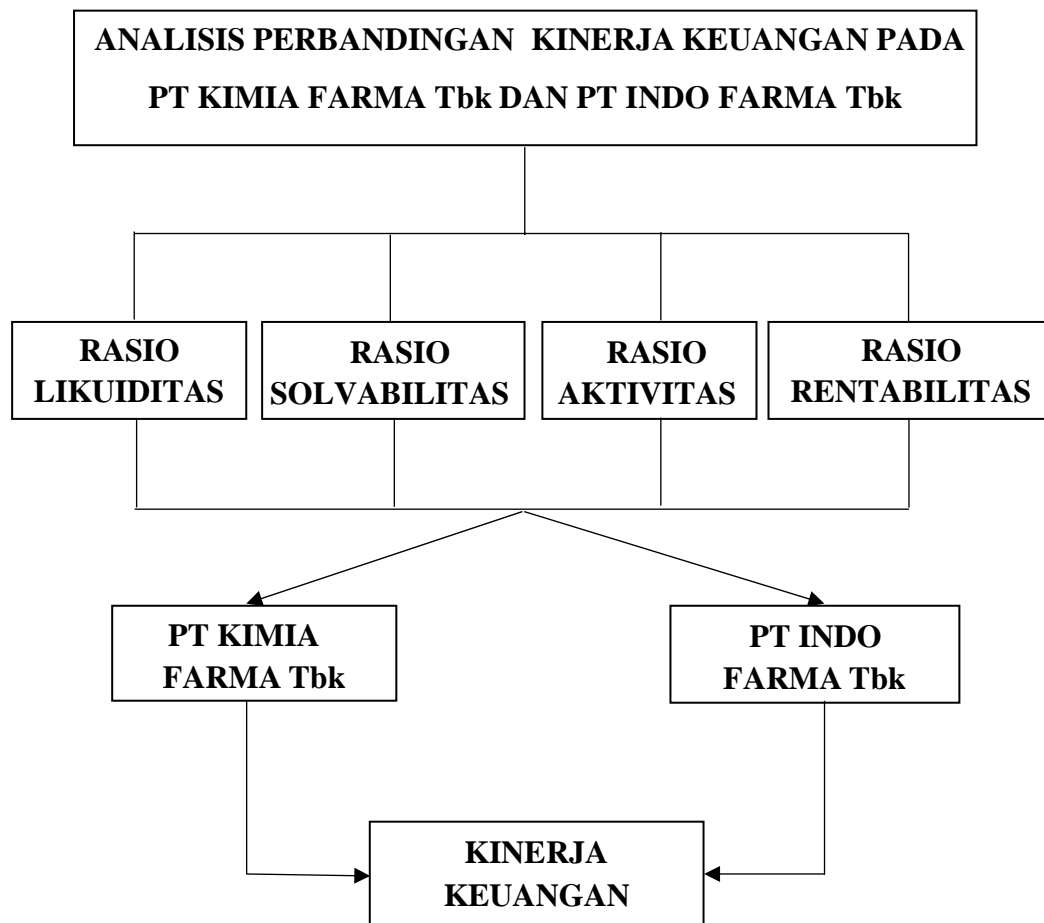 ANALISIS PERBANDINGAN KINERJA KEUANGAN PADA
PT KIMIA FARMA Tbk DAN PT INDO FARMA Tbk
RASIO
LIKUIDITAS
RASIO
SOLVABILITAS
RASIO
AKTIVITAS
RASIO
RENTABILITAS
PT KIMIA
FARMA Tbk
PT INDO
FARMA Tbk
KINERJA
KEUANGAN